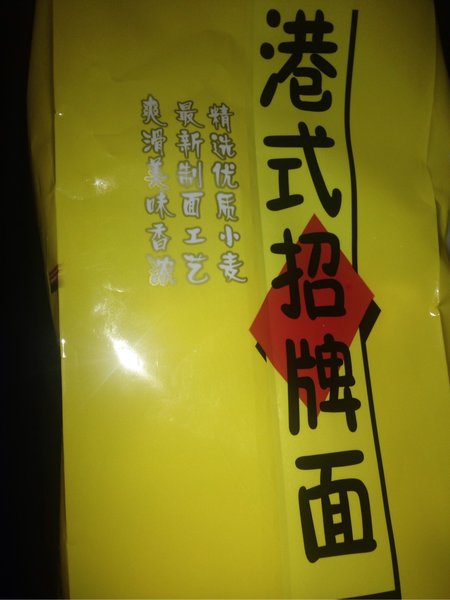 港式招牌面
精选优质小麦
最新制面工艺
爽滑美味香浓